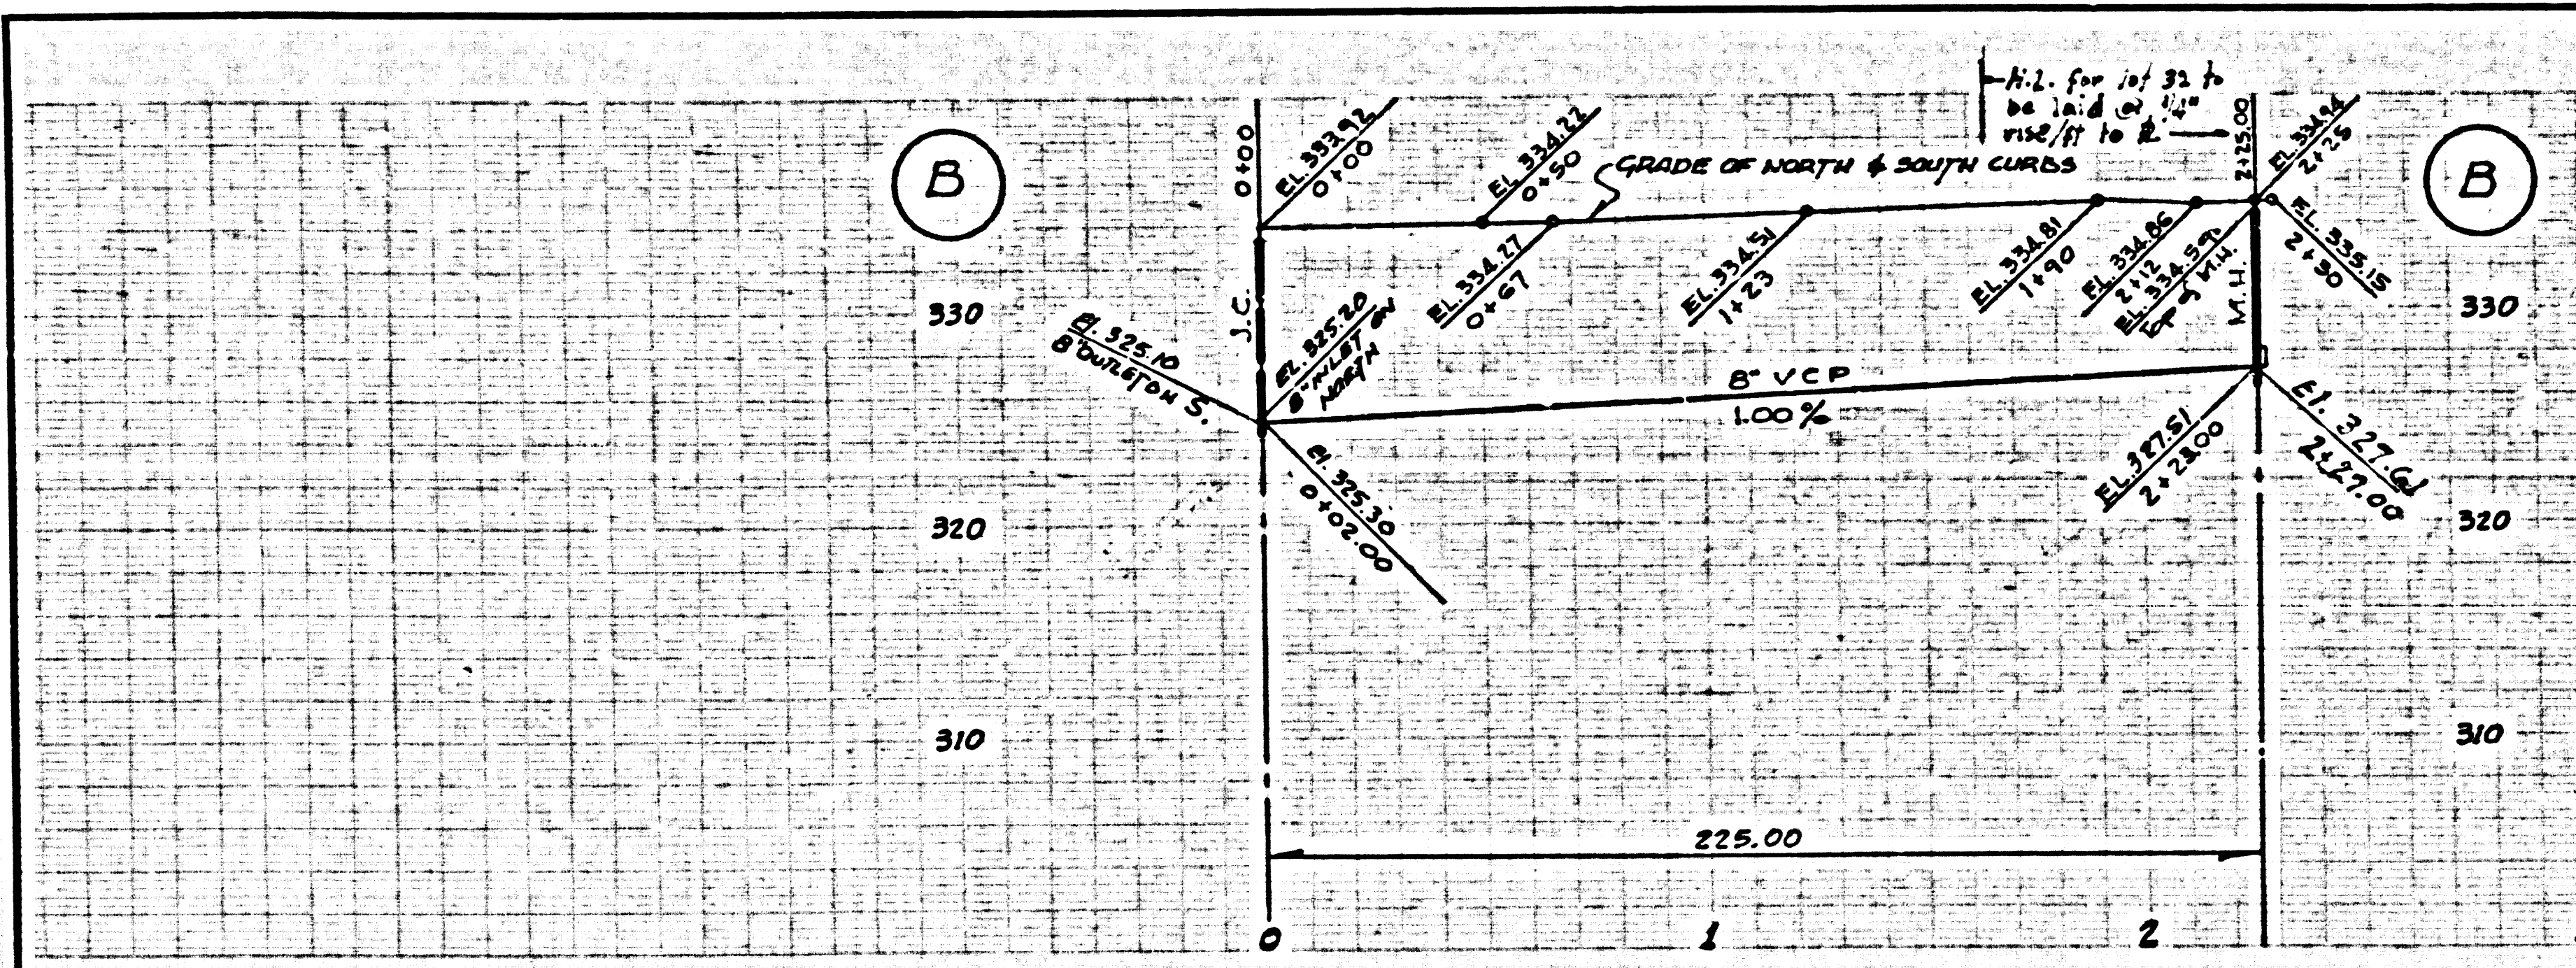 H.L. for lot 32 to
be laid @ 1/4"
rise/ft to ℄
0+00
EL. 333.92
0+00
EL. 334.22
0+50
GRADE OF NORTH & SOUTH CURBS
2+25.00
EL. 334.94
2+25
B
B
EL. 334.27
0+67
EL. 334.51
1+23
EL. 334.81
1+90
EL. 334.86
2+12
EL. 334.59
top of M.H.
M.H.
EL. 335.15
2+30
330
J.C.
330
El. 325.10
8" OUTLET ON S.
EL. 325.20
8" INLET ON
NORTH
8" VCP
1.00%
El. 325.30
0+02.00
EL. 327.51
2+23.00
El. 327.61
2+27.00
320
320
310
310
225.00
0
1
2